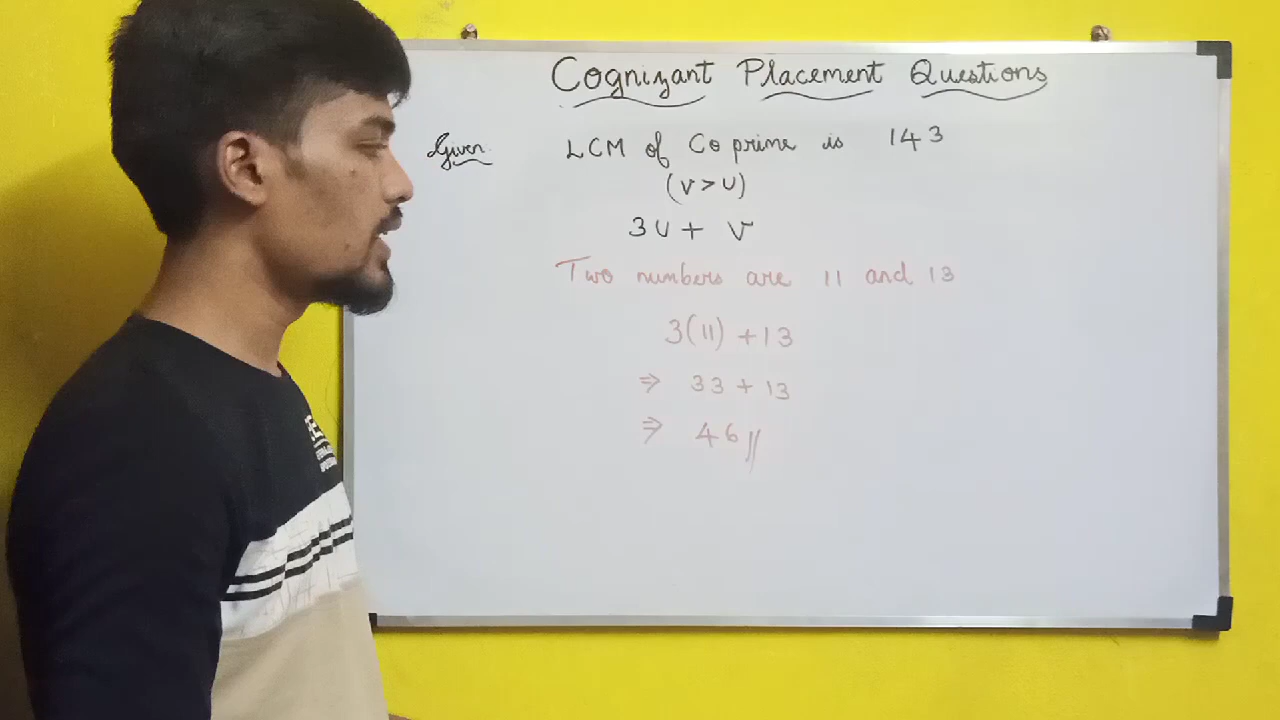 Cognizant Placement Questions
Given. LCM of Co prime is 143
(V > U)
3U + V
Two numbers are 11 and 13
3(11) + 13
⇒ 33 + 13
⇒ 46 //